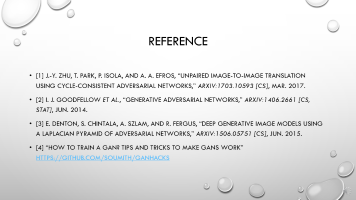 REFERENCE
• [1] J.-Y. ZHU, T. PARK, P. ISOLA, AND A. A. EFROS, “UNPAIRED IMAGE-TO-IMAGE TRANSLATION
USING CYCLE-CONSISTENT ADVERSARIAL NETWORKS,” ARXIV:1703.10593 [CS], MAR. 2017.
• [2] I. J. GOODFELLOW ET AL., “GENERATIVE ADVERSARIAL NETWORKS,” ARXIV:1406.2661 [CS,
STAT], JUN. 2014.
• [3] E. DENTON, S. CHINTALA, A. SZLAM, AND R. FERGUS, “DEEP GENERATIVE IMAGE MODELS USING
A LAPLACIAN PYRAMID OF ADVERSARIAL NETWORKS,” ARXIV:1506.05751 [CS], JUN. 2015.
• [4] “HOW TO TRAIN A GAN? TIPS AND TRICKS TO MAKE GANS WORK”
HTTPS://GITHUB.COM/SOUMITH/GANHACKS